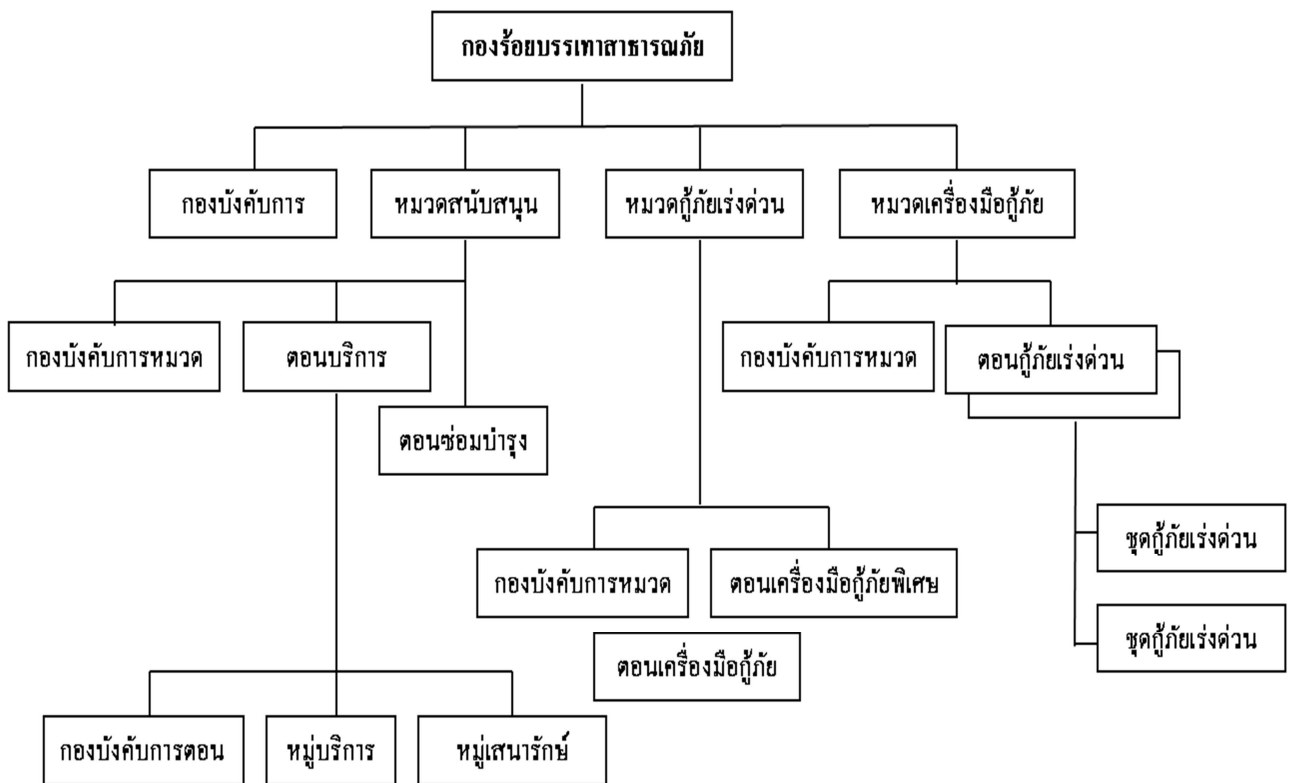 กองร้อยบรรเทาสาธารณภัย
กองบังคับการ
หมวดสนับสนุน
หมวดกู้ภัยเร่งด่วน
หมวดเครื่องมือกู้ภัย
กองบังคับการหมวด
ตอนบริการ
กองบังคับการหมวด
ตอนกู้ภัยเร่งด่วน
ตอนซ่อมบำรุง
ชุดกู้ภัยเร่งด่วน
กองบังคับการหมวด
ตอนเครื่องมือกู้ภัยพิเศษ
ชุดกู้ภัยเร่งด่วน
ตอนเครื่องมือกู้ภัย
กองบังคับการตอน
หมู่บริการ
หมู่เสนารักษ์